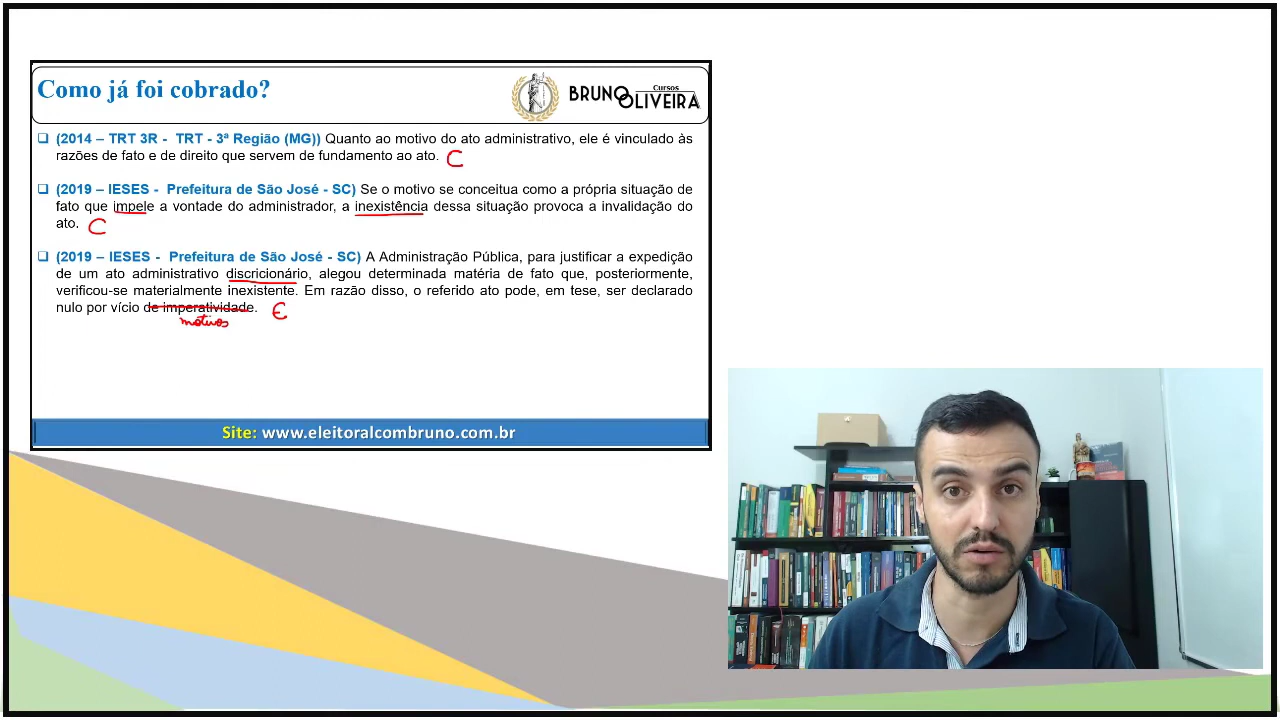 Como já foi cobrado?
Cursos
BRUNO
OLIVEIRA
(2014 – TRT 3R - TRT - 3ª Região (MG)) Quanto ao motivo do ato administrativo, ele é vinculado às
razões de fato e de direito que servem de fundamento ao ato. C
(2019 – IESES - Prefeitura de São José - SC) Se o motivo se conceitua como a própria situação de
fato que impele a vontade do administrador, a inexistência dessa situação provoca a invalidação do
ato. C
(2019 – IESES - Prefeitura de São José - SC) A Administração Pública, para justificar a expedição
de um ato administrativo discricionário, alegou determinada matéria de fato que, posteriormente,
verificou-se materialmente inexistente. Em razão disso, o referido ato pode, em tese, ser declarado
nulo por vício de imperatividade. E
motivos
Site: www.eleitoralcombruno.com.br